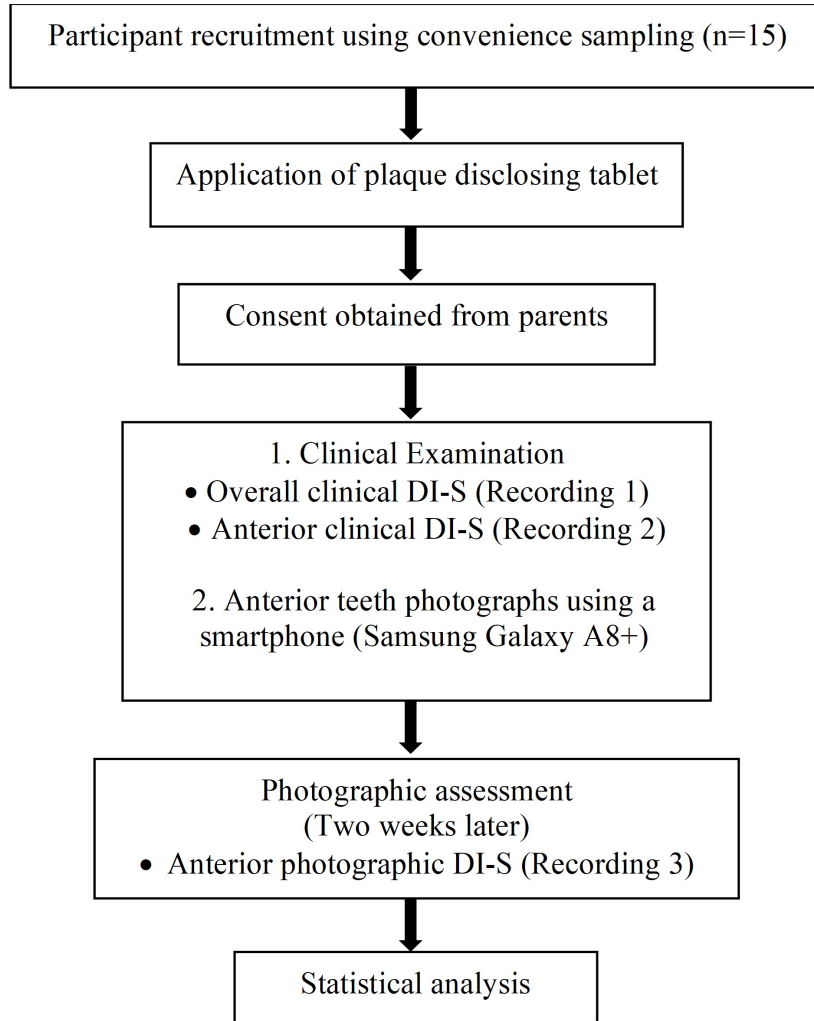 Participant recruitment using convenience sampling (n=15)
Application of plaque disclosing tablet
Consent obtained from parents
1. Clinical Examination
• Overall clinical DI-S (Recording 1)
• Anterior clinical DI-S (Recording 2)
2. Anterior teeth photographs using a
smartphone (Samsung Galaxy A8+)
Photographic assessment
(Two weeks later)
• Anterior photographic DI-S (Recording 3)
Statistical analysis